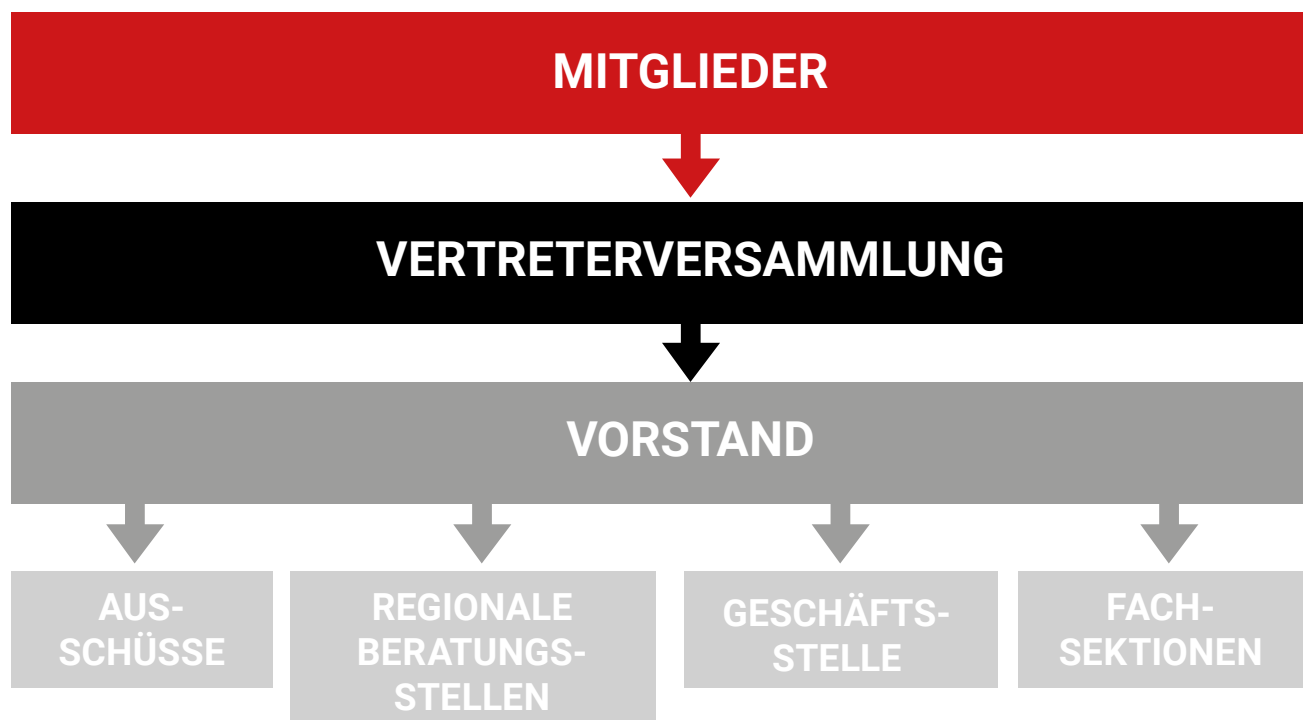 MITGLIEDER
VERTRETERVERSAMMLUNG
VORSTAND
AUS-
SCHÜSSE
REGIONALE
BERATUNGS-
STELLEN
GESCHÄFTS-
STELLE
FACH-
SEKTIONEN